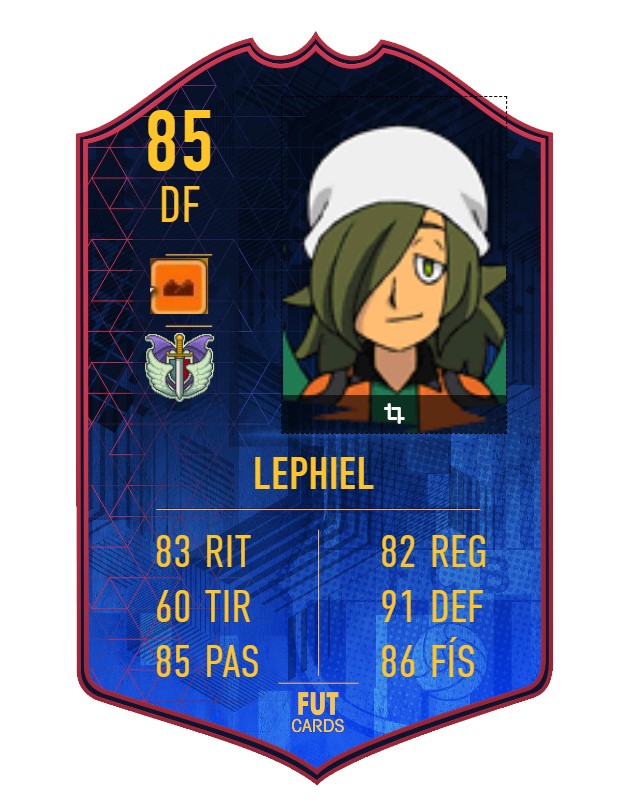 85
DF
LEPHIEL
83 RIT
82 REG
60 TIR
91 DEF
85 PAS
86 FÍS
FUT
CARDS